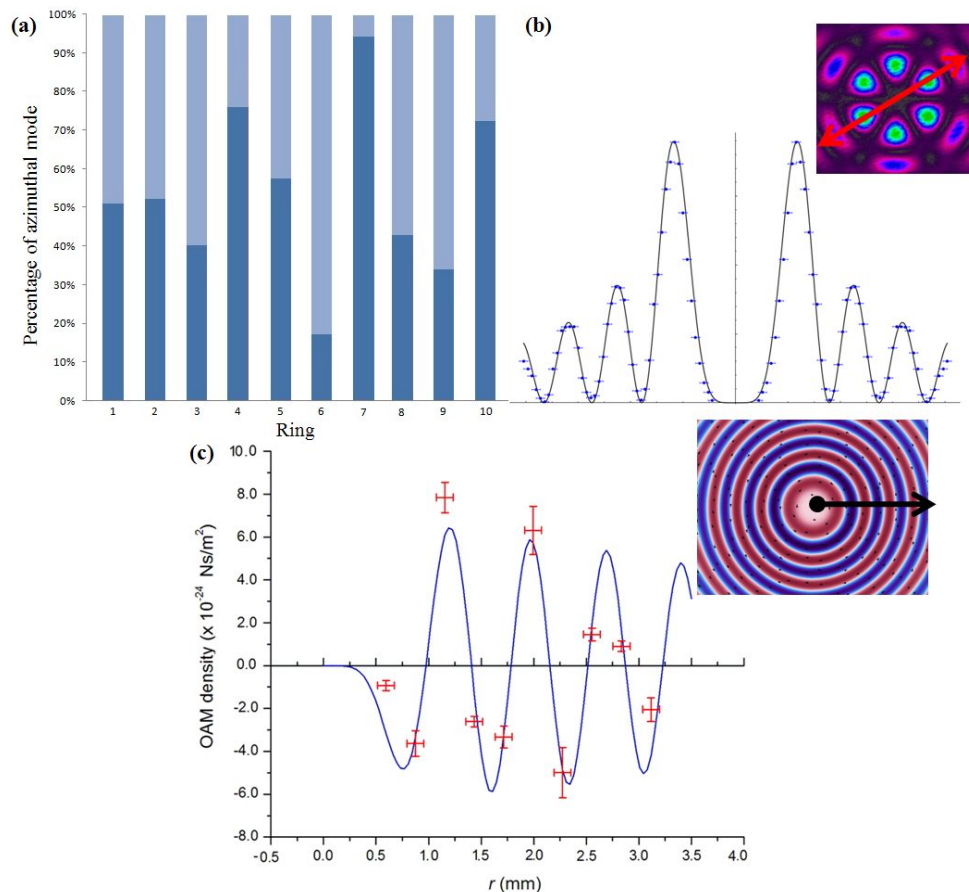 (a)
100%
90%
80%
70%
60%
50%
40%
30%
20%
10%
0%
Percentage of azimuthal mode
1 2 3 4 5 6 7 8 9 10
Ring
(b)
(c)
10.0
8.0
6.0
4.0
2.0
0.0
-2.0
-4.0
-6.0
-8.0
OAM density (x 10⁻²⁴ Ns/m²)
-0.5 0.0 0.5 1.0 1.5 2.0 2.5 3.0 3.5 4.0
r (mm)